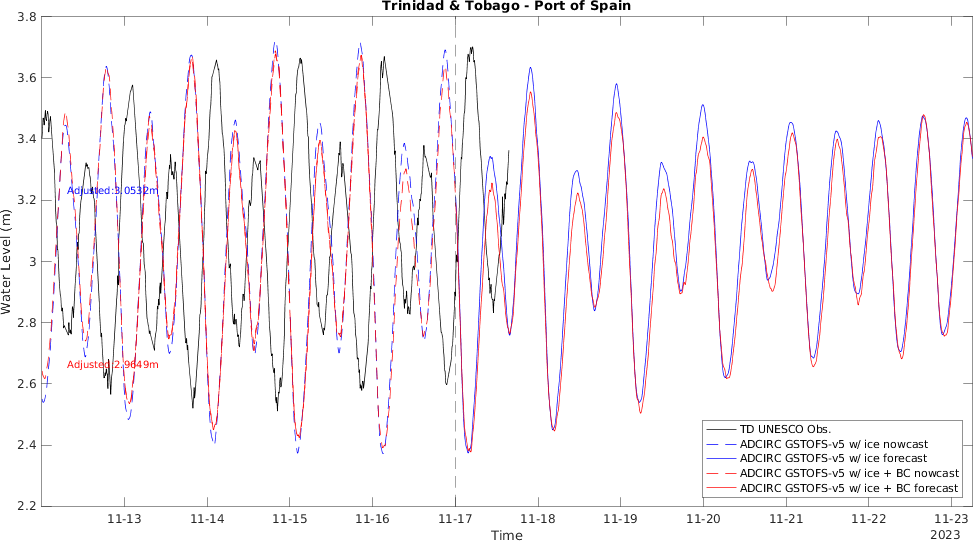 Trinidad & Tobago - Port of Spain
3.8
3.6
3.4
3.2
3
2.8
2.6
2.4
2.2
Water Level (m)
Adjusted:3.0532m
Adjusted:2.9649m
TD UNESCO Obs.
ADCIRC GSTOFS-v5 w/ ice nowcast
ADCIRC GSTOFS-v5 w/ ice forecast
ADCIRC GSTOFS-v5 w/ ice + BC nowcast
ADCIRC GSTOFS-v5 w/ ice + BC forecast
11-13 11-14 11-15 11-16 11-17 11-18 11-19 11-20 11-21 11-22 11-23
Time
2023